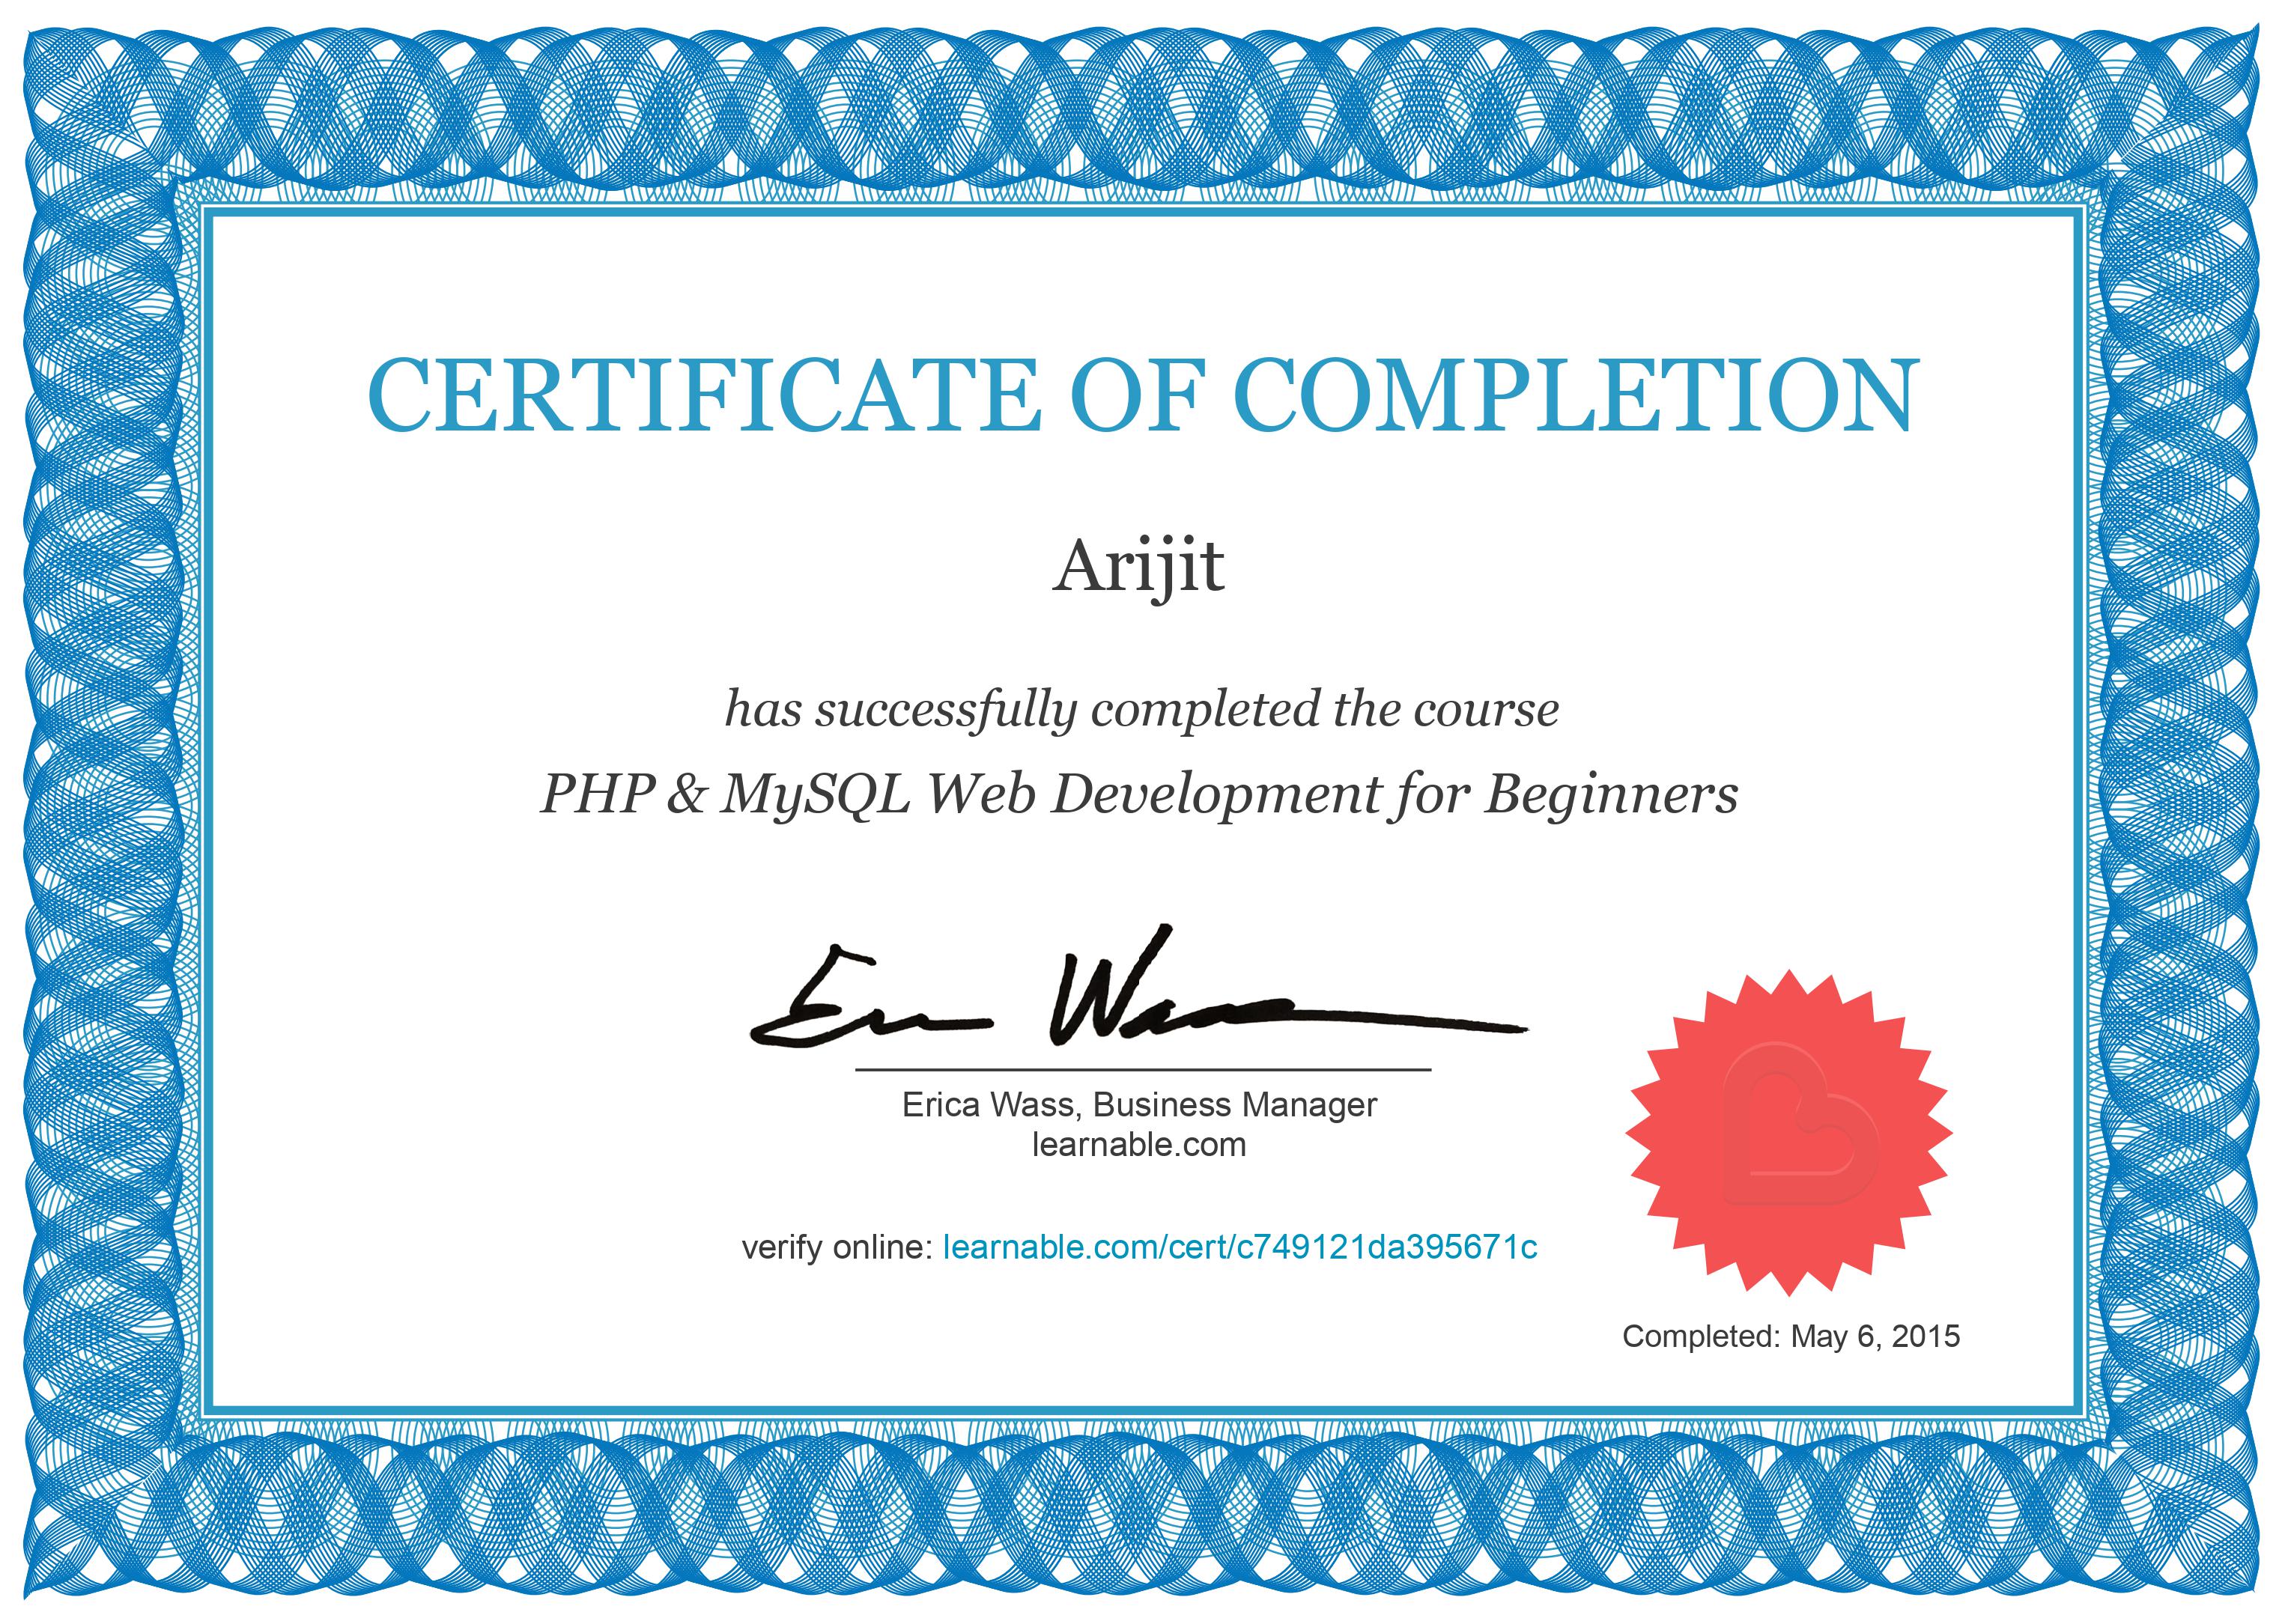 CERTIFICATE OF COMPLETION
Arijit
has successfully completed the course
PHP & MySQL Web Development for Beginners
Erica Wass, Business Manager
learnable.com
verify online: learnable.com/cert/c749121da395671c
Completed: May 6, 2015